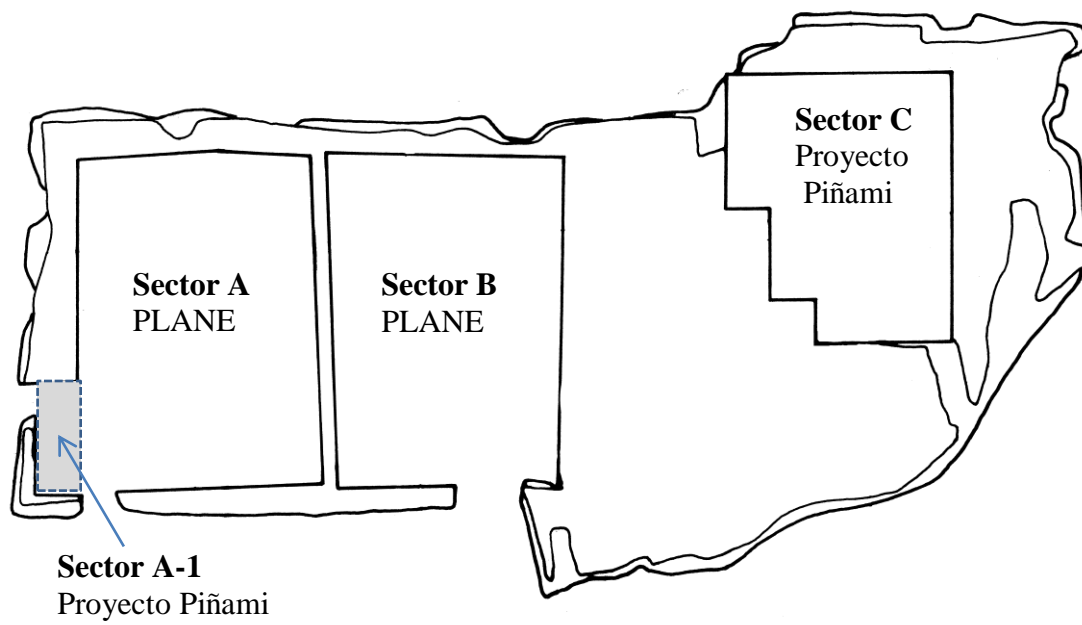 Sector C
Proyecto
Piñami
Sector A
PLANE
Sector B
PLANE
Sector A-1
Proyecto Piñami